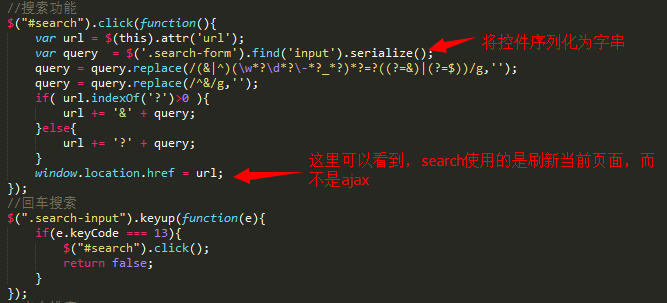 //搜索功能
$("#search").click(function(){
    var url = $(this).attr('url');
    var query  = $('.search-form').find('input').serialize();
将控件序列化为字串
    query = query.replace(/(&|^)(\w*?\d*?\-*?_*?)*?=?((?=&)|(?=$))/g,'');
    query = query.replace(/^&/g,'');
    if( url.indexOf('?')>0 ){
        url += '&' + query;
    }else{
        url += '?' + query;
    }
    window.location.href = url;
这里可以看到，search使用的是刷新当前页面，而
不是ajax
});
//回车搜索
$(".search-input").keyup(function(e){
    if(e.keyCode === 13){
        $("#search").click();
        return false;
    }
});